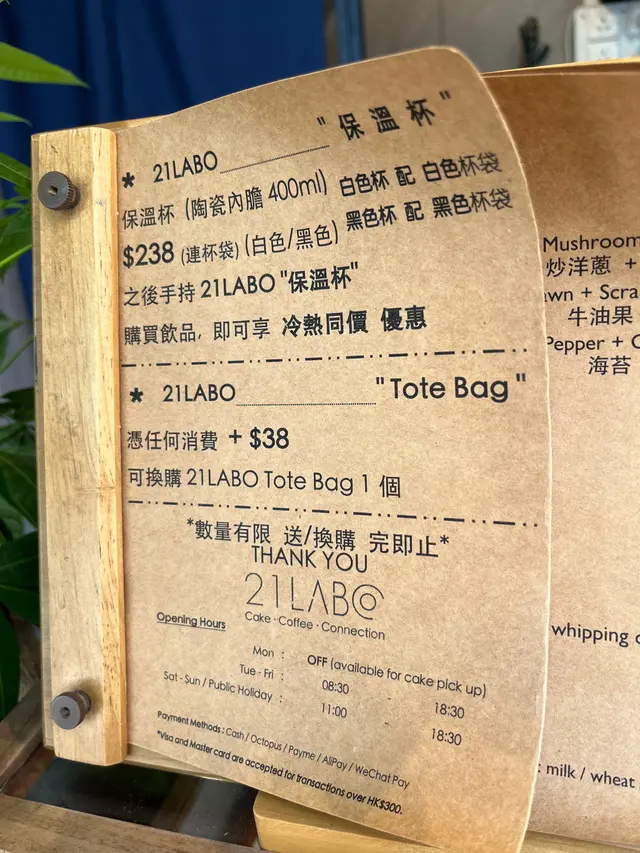 * 21LABO " 保溫杯 "
保溫杯 (陶瓷內膽 400ml) 白色杯 配 白色杯袋
$238 (連杯袋) (白色/黑色) 黑色杯 配 黑色杯袋
之後手持 21LABO "保溫杯"
購買飲品, 即可享 冷熱同價 優惠
* 21LABO "Tote Bag"
憑任何消費 + $38
可換購 21LABO Tote Bag 1 個
*數量有限 送/換購 完即止*
THANK YOU
21LABO
Cake · Coffee · Connection
Opening Hours
Mon : OFF (available for cake pick up)
Tue - Fri : 08:30 - 18:30
Sat - Sun / Public Holiday : 11:00 - 18:30
Payment Methods : Cash / Octopus / Payme / AliPay / WeChat Pay
*Visa and Master card are accepted for transactions over HK$300.
Mushroom
炒洋蔥 +
awn + Scra
牛油果
Pepper + C
海苔
whipping c
: milk / wheat